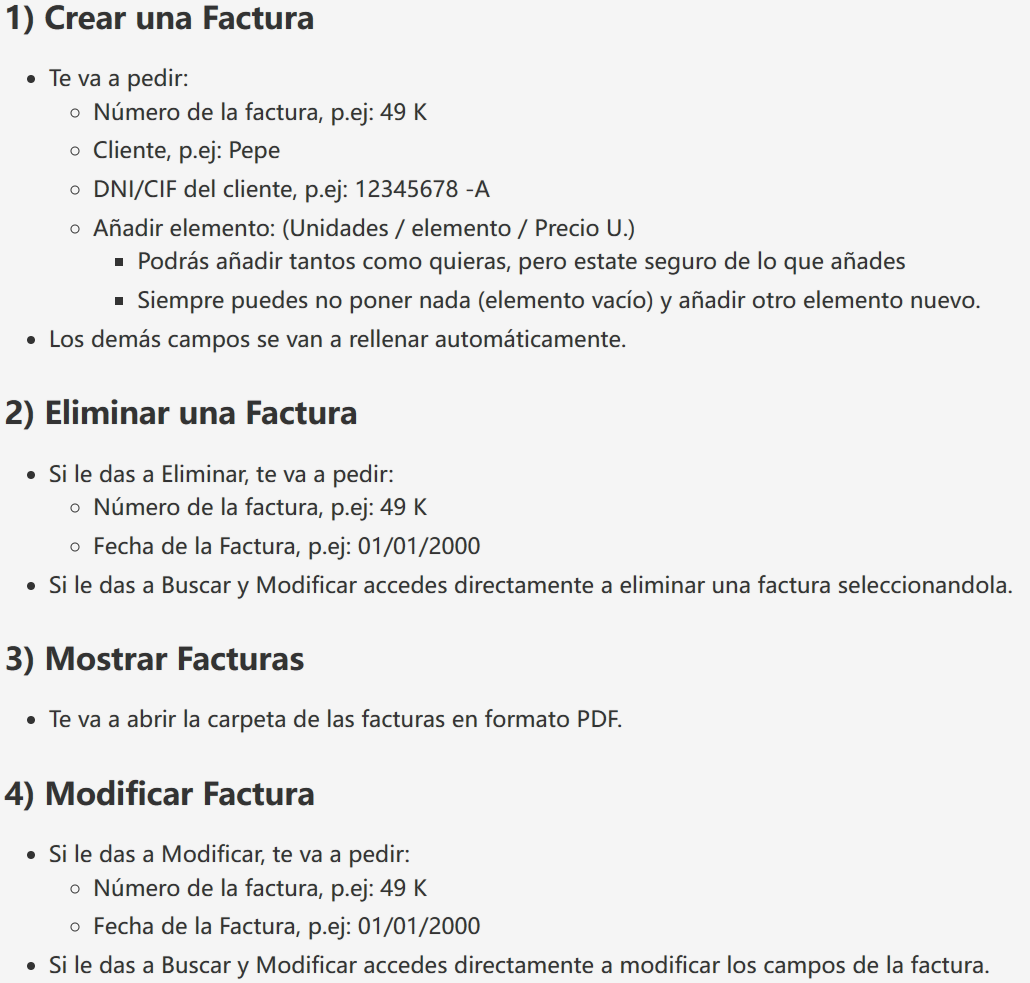 1) Crear una Factura
Te va a pedir:
Número de la factura, p.ej: 49 K
Cliente, p.ej: Pepe
DNI/CIF del cliente, p.ej: 12345678 -A
Añadir elemento: (Unidades / elemento / Precio U.)
Podrás añadir tantos como quieras, pero estate seguro de lo que añades
Siempre puedes no poner nada (elemento vacío) y añadir otro elemento nuevo.
Los demás campos se van a rellenar automáticamente.
2) Eliminar una Factura
Si le das a Eliminar, te va a pedir:
Número de la factura, p.ej: 49 K
Fecha de la Factura, p.ej: 01/01/2000
Si le das a Buscar y Modificar accedes directamente a eliminar una factura seleccionandola.
3) Mostrar Facturas
Te va a abrir la carpeta de las facturas en formato PDF.
4) Modificar Factura
Si le das a Modificar, te va a pedir:
Número de la factura, p.ej: 49 K
Fecha de la Factura, p.ej: 01/01/2000
Si le das a Buscar y Modificar accedes directamente a modificar los campos de la factura.